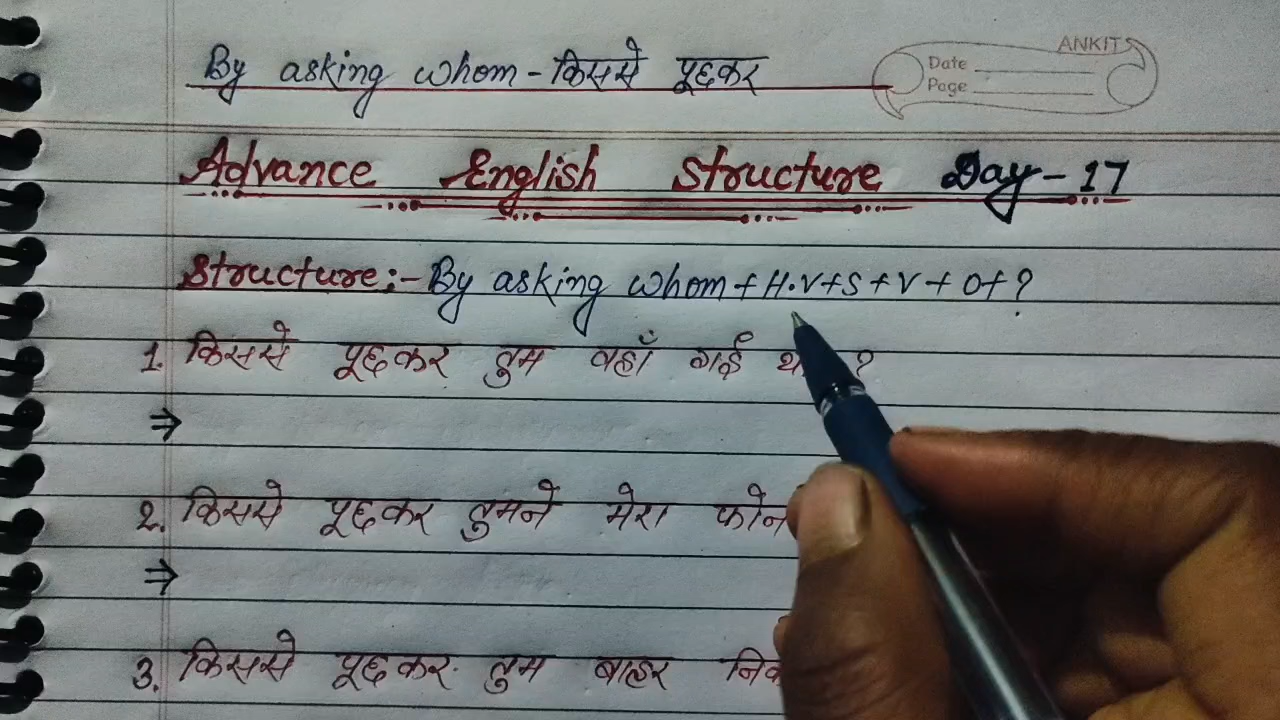 By asking whom - किससे पूछकर
ANKIT
Date
Page
Advance English Structure Day - 17
Structure:- By asking whom + H.V + S + V + O + ?
1. किससे पूछकर तुम वहाँ गई ?
⇒
2. किससे पूछकर तुमने मेरा फोन
⇒
3. किससे पूछकर तुम बाहर